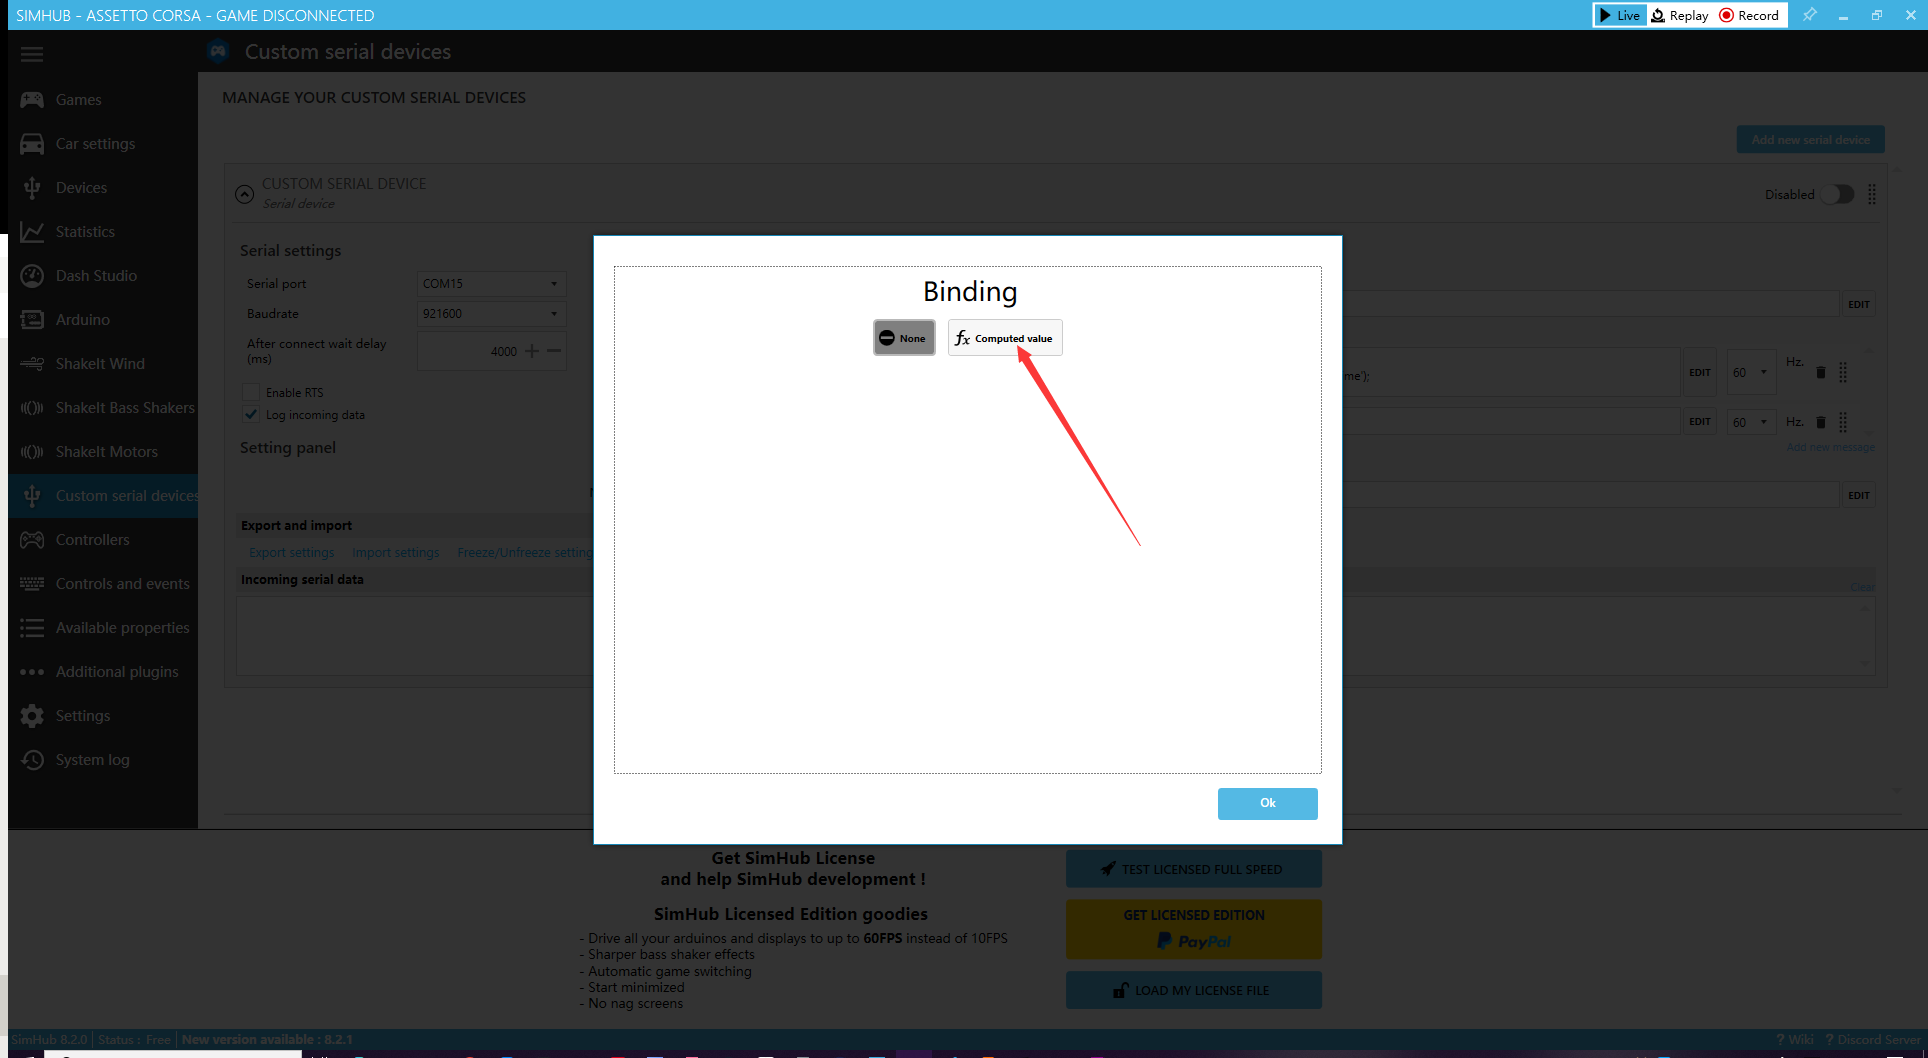 SIMHUB - ASSETTO CORSA - GAME DISCONNECTED
Live
Replay
Record
Custom serial devices
Games
Car settings
Devices
Statistics
Dash Studio
Arduino
ShakeIt Wind
ShakeIt Bass Shakers
ShakeIt Motors
Custom serial devices
Controllers
Controls and events
Available properties
Additional plugins
Settings
System log
MANAGE YOUR CUSTOM SERIAL DEVICES
Add new serial device
CUSTOM SERIAL DEVICE
Serial device
Disabled
Serial settings
Serial port
COM15
Baudrate
921600
After connect wait delay
(ms)
4000
Enable RTS
Log incoming data
Setting panel
Export and import
Export settings
Import settings
Freeze/Unfreeze setting
Incoming serial data
EDIT
me');
EDIT
60
Hz.
EDIT
60
Hz.
Add new message
EDIT
Clear
Binding
None
fx Computed value
Ok
Get SimHub License
and help SimHub development !
SimHub Licensed Edition goodies
- Drive all your arduinos and displays to up to 60FPS instead of 10FPS
- Sharper bass shaker effects
- Automatic game switching
- Start minimized
- No nag screens
TEST LICENSED FULL SPEED
GET LICENSED EDITION
PayPal
LOAD MY LICENSE FILE
SimHub 8.2.0
Status : Free
New version available : 8.2.1
? Wiki
? Discord Server